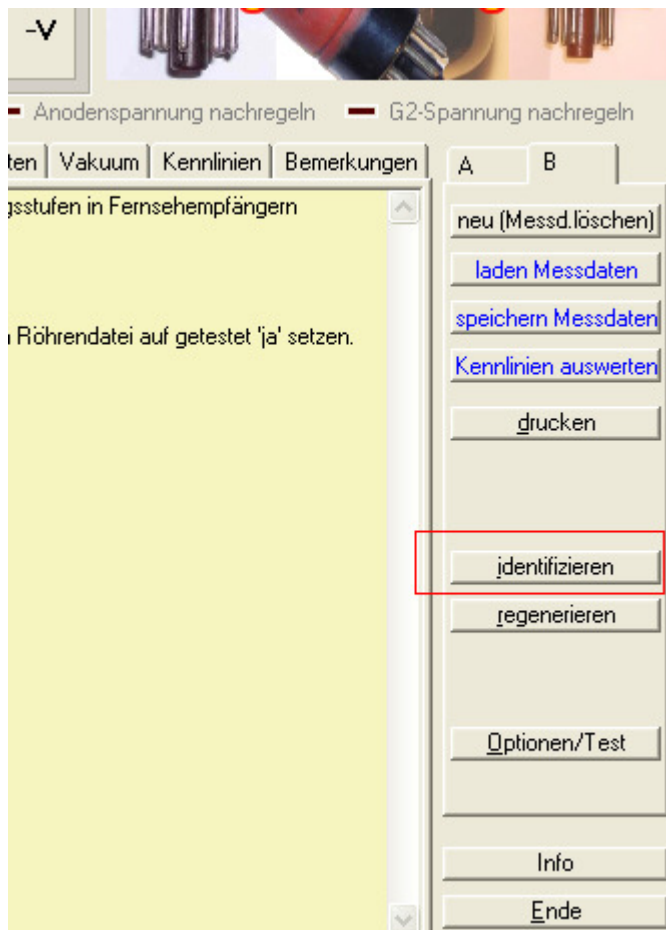 -V
Anodenspannung nachregeln G2-Spannung nachregeln
ten Vakuum Kennlinien Bemerkungen A B
gsstufen in Fernsehempfängern
neu (Messd.löschen)
laden Messdaten
speichern Messdaten
n Röhrendatei auf getestet 'ja' setzen.
Kennlinien auswerten
drucken
identifizieren
regenerieren
Optionen/Test
Info
Ende